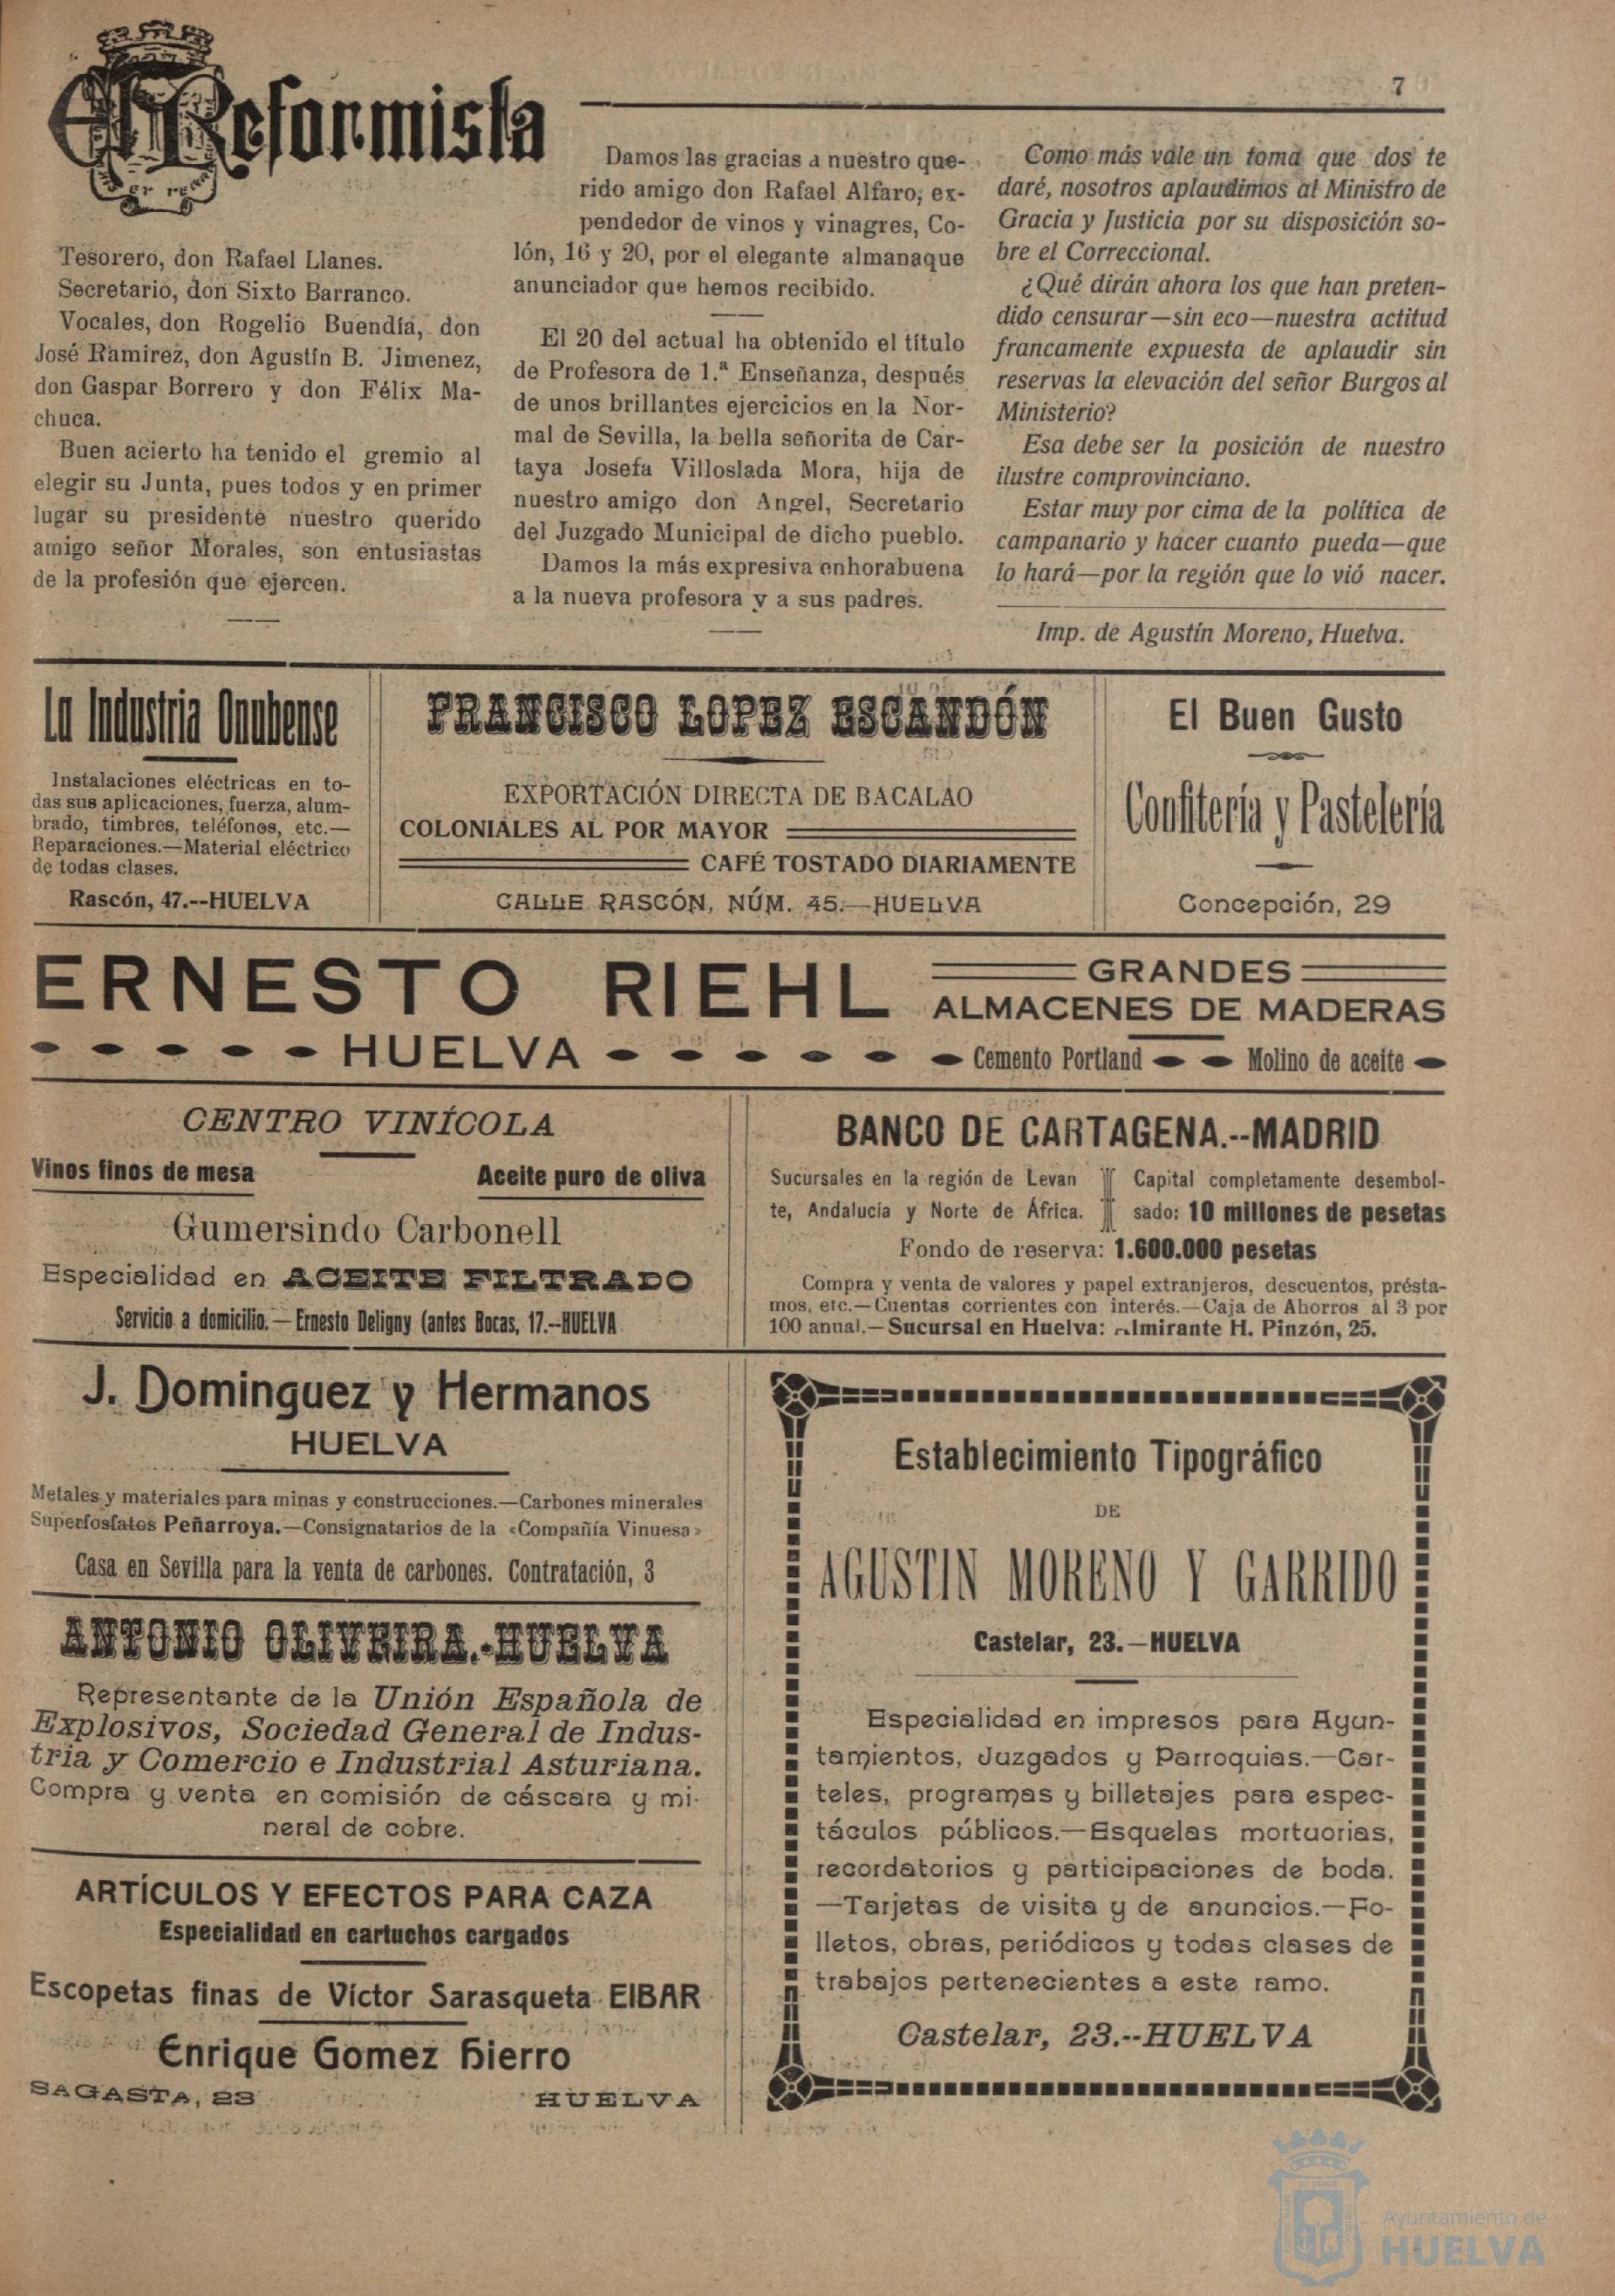 El Reformista
7
Tesorero, don Rafael Llanes.
Secretario, don Sixto Barranco.
Vocales, don Rogelio Buendía, don
José Ramirez, don Agustín B. Jimenez,
don Gaspar Borrero y don Félix Ma-
chuca.
Buen acierto ha tenido el gremio al
elegir su Junta, pues todos y en primer
lugar su presidente nuestro querido
amigo señor Morales, son entusiastas
de la profesión que ejercen.
Damos las gracias a nuestro que-
rido amigo don Rafael Alfaro, ex-
pendedor de vinos y vinagres, Co-
lón, 16 y 20, por el elegante almanaque
anunciador que hemos recibido.
El 20 del actual ha obtenido el título
de Profesora de 1.ª Enseñanza, después
de unos brillantes ejercicios en la Nor-
mal de Sevilla, la bella señorita de Car-
taya Josefa Villoslada Mora, hija de
nuestro amigo don Angel, Secretario
del Juzgado Municipal de dicho pueblo.
Damos la más expresiva enhorabuena
a la nueva profesora y a sus padres.
Como más vale un toma que dos te
daré, nosotros aplaudimos al Ministro de
Gracia y Justicia por su disposición so-
bre el Correccional.
¿Qué dirán ahora los que han preten-
dido censurar—sin eco—nuestra actitud
francamente expuesta de aplaudir sin
reservas la elevación del señor Burgos al
Ministerio?
Esa debe ser la posición de nuestro
ilustre comprovinciano.
Estar muy por cima de la política de
campanario y hacer cuanto pueda—que
lo hará—por la región que lo vió nacer.
Imp. de Agustín Moreno, Huelva.
La Industria Onubense
Instalaciones eléctricas en to-
das sus aplicaciones, fuerza, alum-
brado, timbres, teléfonos, etc.—
Reparaciones.—Material eléctrico
de todas clases.
Rascón, 47.--HUELVA
FRANCISCO LOPEZ ESCANDÓN
EXPORTACIÓN DIRECTA DE BACALAO
COLONIALES AL POR MAYOR
CAFÉ TOSTADO DIARIAMENTE
CALLE RASCÓN, NÚM. 45.—HUELVA
El Buen Gusto
Confitería y Pastelería
Concepción, 29
ERNESTO RIEHL
HUELVA
GRANDES
ALMACENES DE MADERAS
Cemento Portland
Molino de aceite
CENTRO VINÍCOLA
Vinos finos de mesa
Aceite puro de oliva
Gumersindo Carbonell
Especialidad en ACEITE FILTRADO
Servicio a domicilio.—Ernesto Deligny (antes Bocas, 17.--HUELVA
BANCO DE CARTAGENA.--MADRID
Sucursales en la región de Levan
te, Andalucía y Norte de África.
Capital completamente desembol-
sado: 10 millones de pesetas
Fondo de reserva: 1.600.000 pesetas
Compra y venta de valores y papel extranjeros, descuentos, présta-
mos, etc.—Cuentas corrientes con interés.—Caja de Ahorros al 3 por
100 annal.—Sucursal en Huelva: Almirante H. Pinzón, 25.
J. Dominguez y Hermanos
HUELVA
Metales y materiales para minas y construcciones.—Carbones minerales
Superfosfatos Peñarroya.—Consignatarios de la «Compañía Vinuesa»
Casa en Sevilla para la venta de carbones. Contratación, 3
ANTONIO OLIVEIRA.-HUELVA
Representante de la Unión Española de
Explosivos, Sociedad General de Indus-
tria y Comercio e Industrial Asturiana.
Compra y venta en comisión de cáscara y mi-
neral de cobre.
ARTÍCULOS Y EFECTOS PARA CAZA
Especialidad en cartuchos cargados
Escopetas finas de Víctor Sarasqueta EIBAR
Enrique Gomez Hierro
SAGASTA, 23
HUELVA
Establecimiento Tipográfico
DE
AGUSTIN MORENO Y GARRIDO
Castelar, 23.—HUELVA
Especialidad en impresos para Ayun-
tamientos, Juzgados y Parroquias.—Car-
teles, programas y billetajes para espec-
táculos públicos.—Esquelas mortuorias,
recordatorios y participaciones de boda.
—Tarjetas de visita y de anuncios.—Fo-
lletos, obras, periódicos y todas clases de
trabajos pertenecientes a este ramo.
Castelar, 23.--HUELVA
Ayuntamiento de
HUELVA